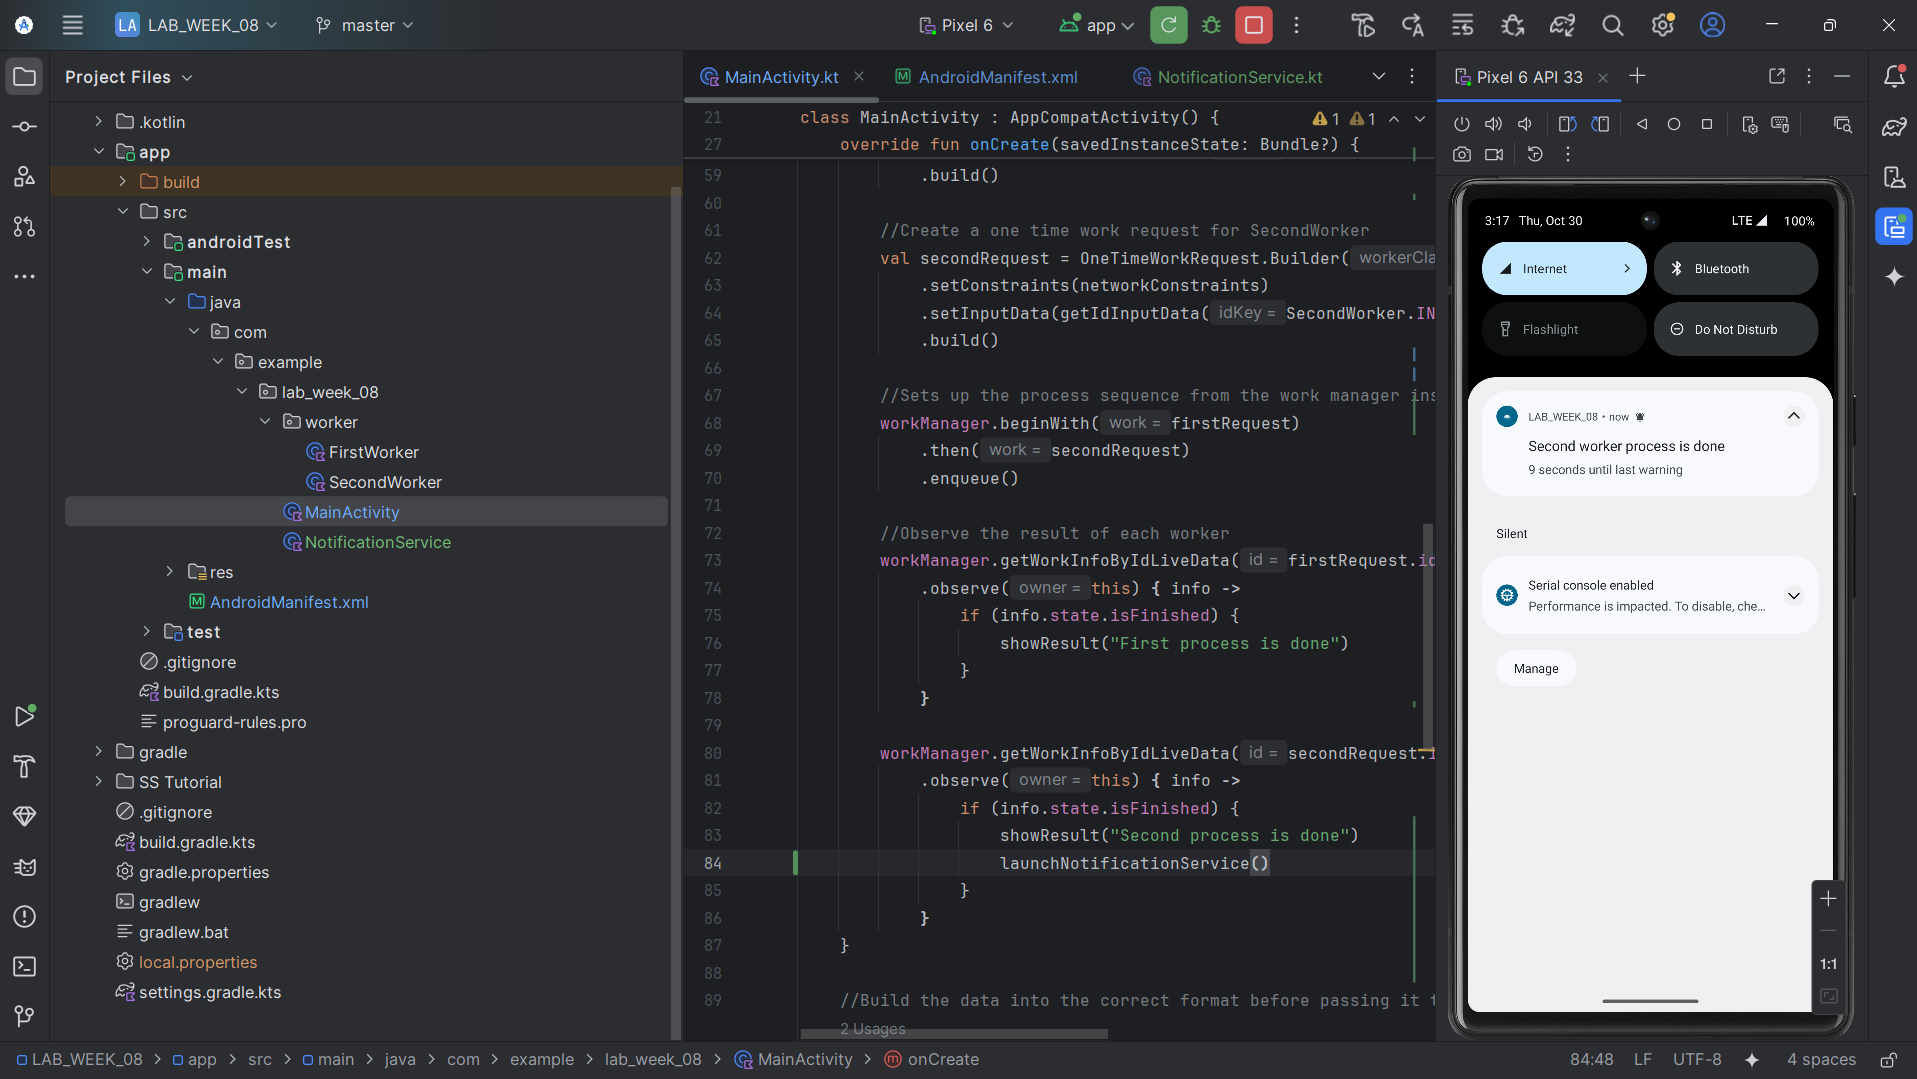 LA LAB_WEEK_08 master Pixel 6 app
Project Files
.kotlin
app
build
src
androidTest
main
java
com
example
lab_week_08
worker
FirstWorker
SecondWorker
MainActivity
NotificationService
res
AndroidManifest.xml
test
.gitignore
build.gradle.kts
proguard-rules.pro
gradle
SS Tutorial
.gitignore
build.gradle.kts
gradle.properties
gradlew
gradlew.bat
local.properties
settings.gradle.kts
MainActivity.kt AndroidManifest.xml NotificationService.kt
21 class MainActivity : AppCompatActivity() { 1 1
27 override fun onCreate(savedInstanceState: Bundle?) {
59 .build()
60
61 //Create a one time work request for SecondWorker
62 val secondRequest = OneTimeWorkRequest.Builder( workerCla
63 .setConstraints(networkConstraints)
64 .setInputData(getIdInputData( idKey = SecondWorker.IN
65 .build()
66
67 //Sets up the process sequence from the work manager ins
68 workManager.beginWith( work = firstRequest)
69 .then( work = secondRequest)
70 .enqueue()
71
72 //Observe the result of each worker
73 workManager.getWorkInfoByIdLiveData( id = firstRequest.id
74 .observe( owner = this) { info ->
75 if (info.state.isFinished) {
76 showResult("First process is done")
77 }
78 }
79
80 workManager.getWorkInfoByIdLiveData( id = secondRequest.i
81 .observe( owner = this) { info ->
82 if (info.state.isFinished) {
83 showResult("Second process is done")
84 launchNotificationService()
85 }
86 }
87 }
88
89 //Build the data into the correct format before passing it t
2 Usages
Pixel 6 API 33
3:17 Thu, Oct 30 LTE 100%
Internet Bluetooth
Flashlight Do Not Disturb
LAB_WEEK_08 • now
Second worker process is done
9 seconds until last warning
Silent
Serial console enabled
Performance is impacted. To disable, che...
Manage
1:1
LAB_WEEK_08 > app > src > main > java > com > example > lab_week_08 > MainActivity > onCreate 84:48 LF UTF-8 4 spaces